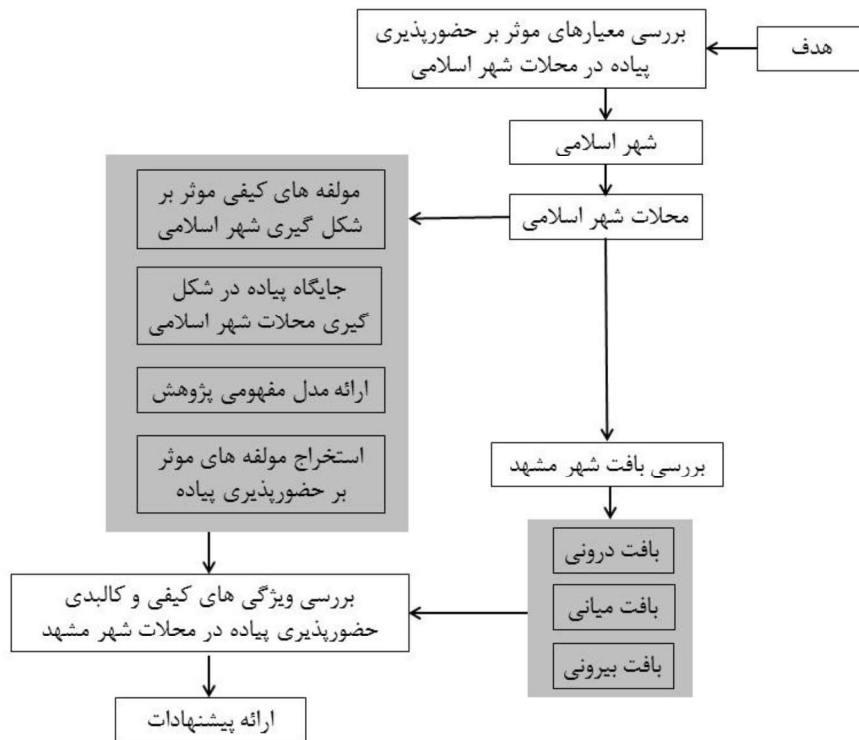 هدف
بررسی معیارهای موثر بر حضورپذیری
پیاده در محلات شهر اسلامی
شهر اسلامی
محلات شهر اسلامی
مولفه های کیفی موثر بر
شکل گیری شهر اسلامی
جایگاه پیاده در شکل
گیری محلات شهر اسلامی
ارائه مدل مفهومی پژوهش
استخراج مولفه های موثر
بر حضورپذیری پیاده
بررسی بافت شهر مشهد
بافت درونی
بافت میانی
بافت بیرونی
بررسی ویژگی های کیفی و کالبدی
حضورپذیری پیاده در محلات شهر مشهد
ارائه پیشنهادات